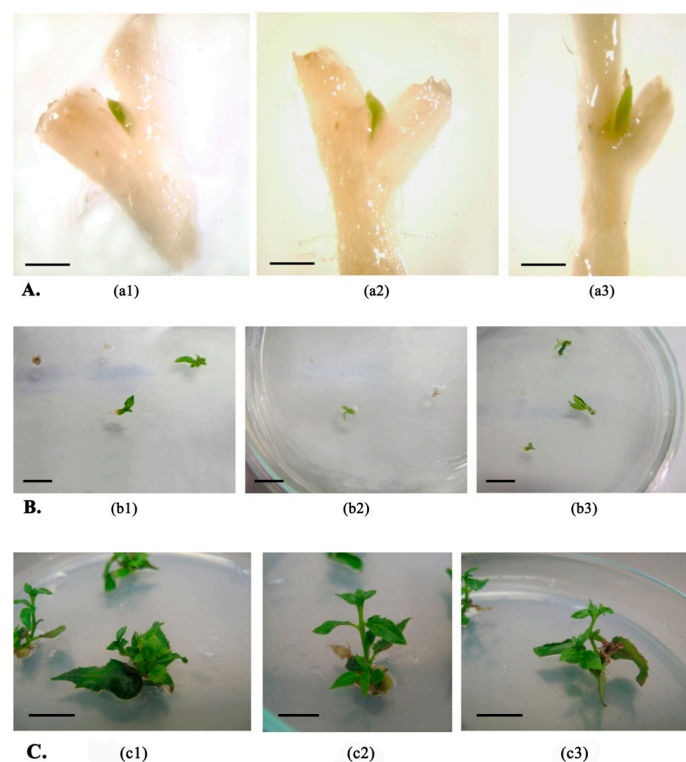 A. (a1) (a2) (a3)
B. (b1) (b2) (b3)
C. (c1) (c2) (c3)